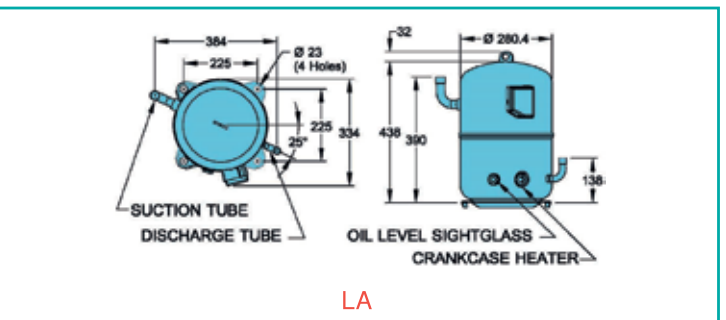 384
225
Ø 23
(4 Holes)
225
334
25°
SUCTION TUBE
DISCHARGE TUBE
32
Ø 280.4
438
390
138
OIL LEVEL SIGHTGLASS
CRANKCASE HEATER
LA